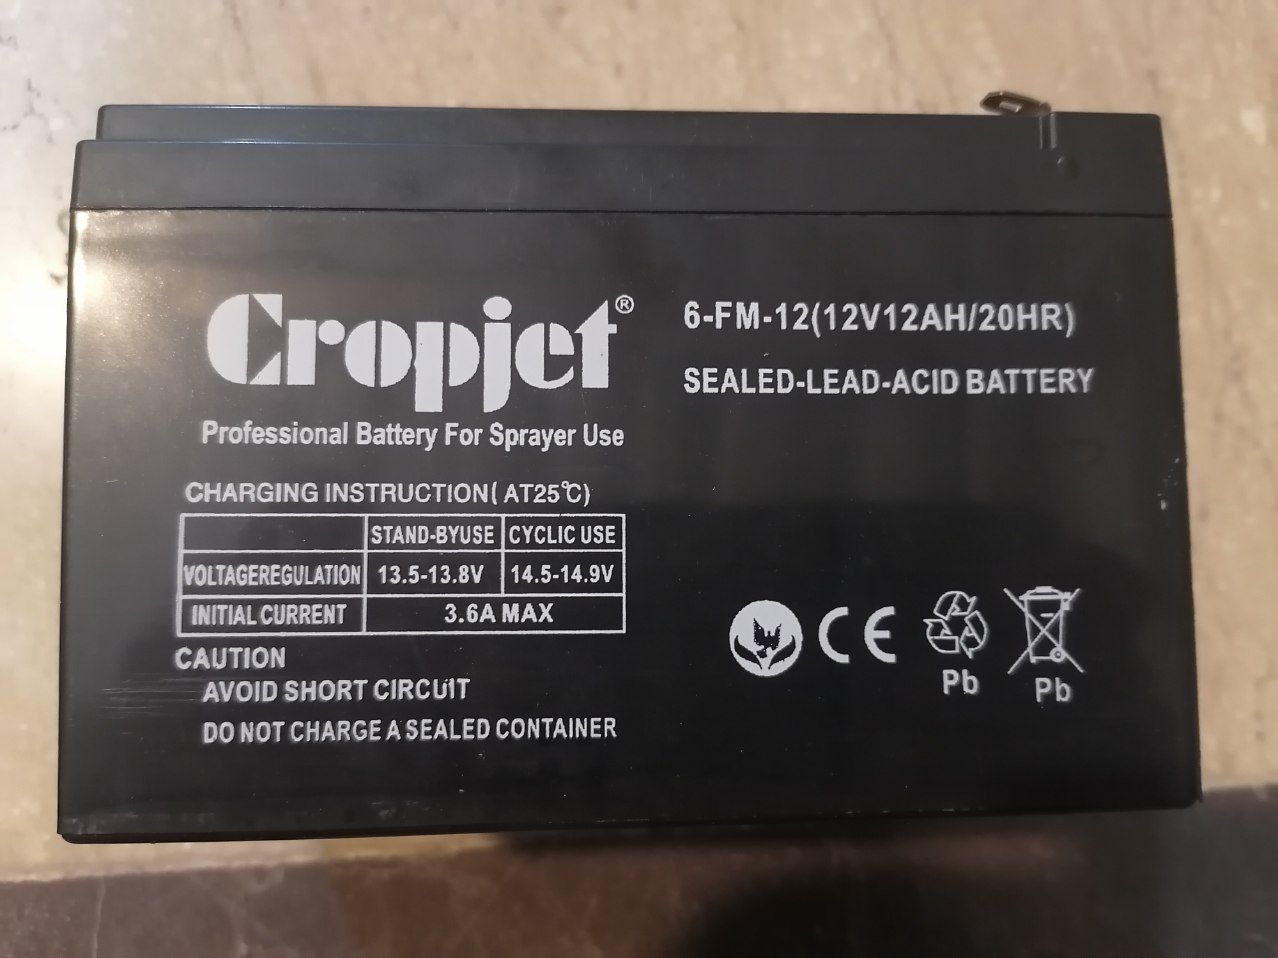 Cropjet®
Professional Battery For Sprayer Use
6-FM-12(12V12AH/20HR)
SEALED-LEAD-ACID BATTERY
CHARGING INSTRUCTION( AT25℃)
STAND-BYUSE CYCLIC USE
VOLTAGEREGULATION 13.5-13.8V 14.5-14.9V
INITIAL CURRENT 3.6A MAX
CAUTION
AVOID SHORT CIRCUIT
DO NOT CHARGE A SEALED CONTAINER
CE
Pb
Pb